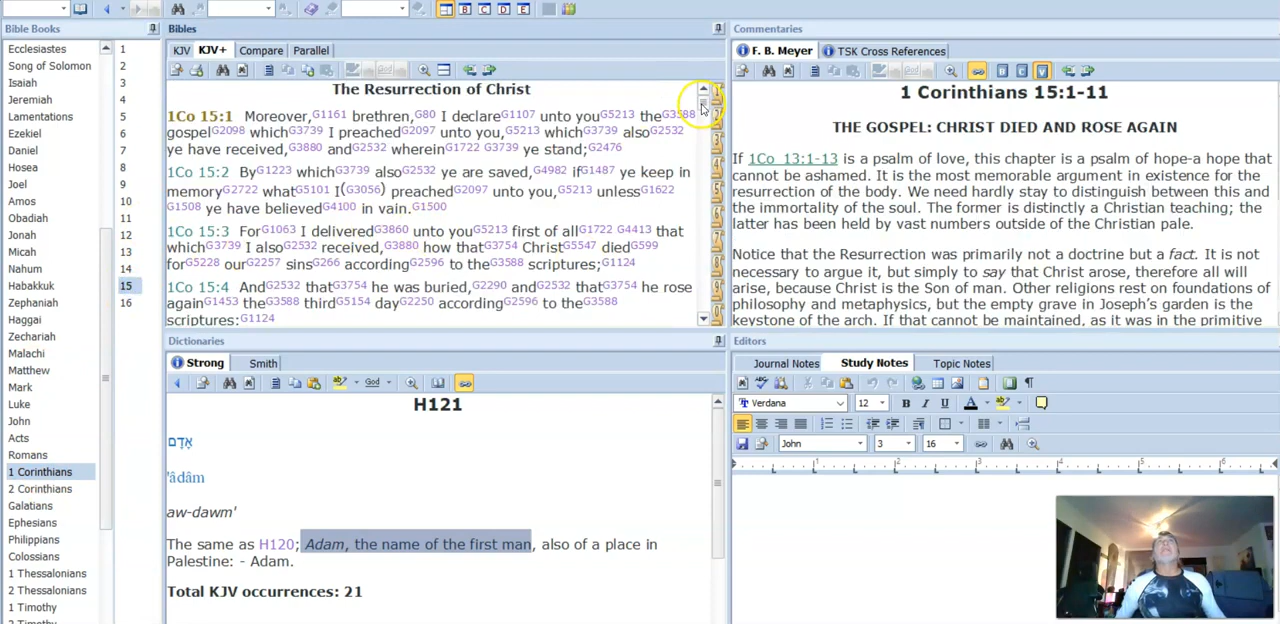 B C D E
Bible Books
Ecclesiastes
Song of Solomon
Isaiah
Jeremiah
Lamentations
Ezekiel
Daniel
Hosea
Joel
Amos
Obadiah
Jonah
Micah
Nahum
Habakkuk
Zephaniah
Haggai
Zechariah
Malachi
Matthew
Mark
Luke
John
Acts
Romans
1 Corinthians
2 Corinthians
Galatians
Ephesians
Philippians
Colossians
1 Thessalonians
2 Thessalonians
1 Timothy
2 Timothy
1
2
3
4
5
6
7
8
9
10
11
12
13
14
15
16
Bibles
KJV KJV+ Compare Parallel
The Resurrection of Christ
1Co 15:1 Moreover,G1161 brethren,G80 I declareG1107 unto youG5213 theG3588
gospelG2098 whichG3739 I preachedG2097 unto you,G5213 whichG3739 alsoG2532
ye have received,G3880 andG2532 whereinG1722 G3739 ye stand;G2476
1Co 15:2 ByG1223 whichG3739 alsoG2532 ye are saved,G4982 ifG1487 ye keep in
memoryG2722 whatG5101 I(G3056) preachedG2097 unto you,G5213 unlessG1622
G1508 ye have believedG4100 in vain.G1500
1Co 15:3 ForG1063 I deliveredG3860 unto youG5213 first of allG1722 G4413 that
whichG3739 I alsoG2532 received,G3880 how thatG3754 ChristG5547 diedG599
forG5228 ourG2257 sinsG266 accordingG2596 to theG3588 scriptures;G1124
1Co 15:4 AndG2532 thatG3754 he was buried,G2290 andG2532 thatG3754 he rose
againG1453 theG3588 thirdG5154 dayG2250 accordingG2596 to theG3588
scriptures:G1124
1
2
3
4
5
6
7
8
9
0
Commentaries
F. B. Meyer TSK Cross References
God
B C V
1 Corinthians 15:1-11
THE GOSPEL: CHRIST DIED AND ROSE AGAIN
If 1Co 13:1-13 is a psalm of love, this chapter is a psalm of hope-a hope that
cannot be ashamed. It is the most memorable argument in existence for the
resurrection of the body. We need hardly stay to distinguish between this and
the immortality of the soul. The former is distinctly a Christian teaching; the
latter has been held by vast numbers outside of the Christian pale.
Notice that the Resurrection was primarily not a doctrine but a fact. It is not
necessary to argue it, but simply to say that Christ arose, therefore all will
arise, because Christ is the Son of man. Other religions rest on foundations of
philosophy and metaphysics, but the empty grave in Joseph's garden is the
keystone of the arch. If that cannot be maintained, as it was in the primitive
Dictionaries
Strong Smith
God
H121
אָדָם
'âdâm
aw-dawm'
The same as H120; Adam, the name of the first man, also of a place in
Palestine: - Adam.
Total KJV occurrences: 21
Editors
Journal Notes Study Notes Topic Notes
Verdana 12 B I U A
John 3 16
1 2 3 4